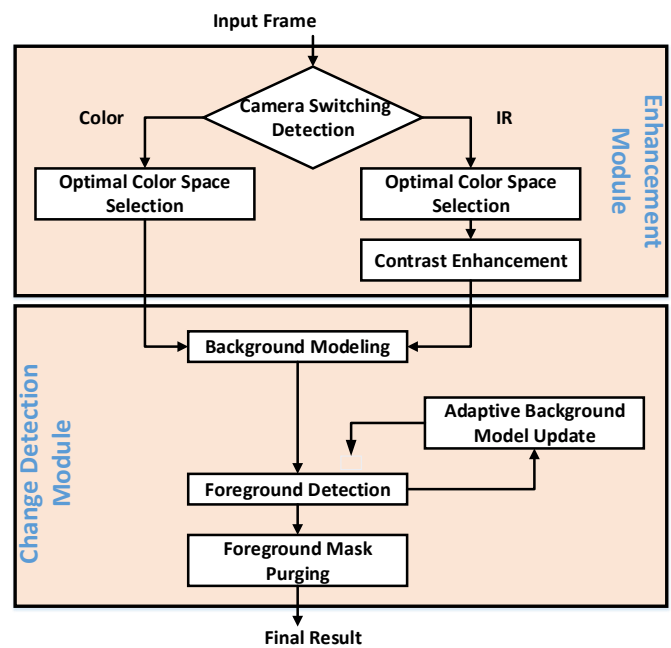 Input Frame
Camera Switching
Detection
Color
IR
Enhancement
Module
Optimal Color Space
Selection
Optimal Color Space
Selection
Contrast Enhancement
Background Modeling
Change Detection
Module
Adaptive Background
Model Update
Foreground Detection
Foreground Mask
Purging
Final Result